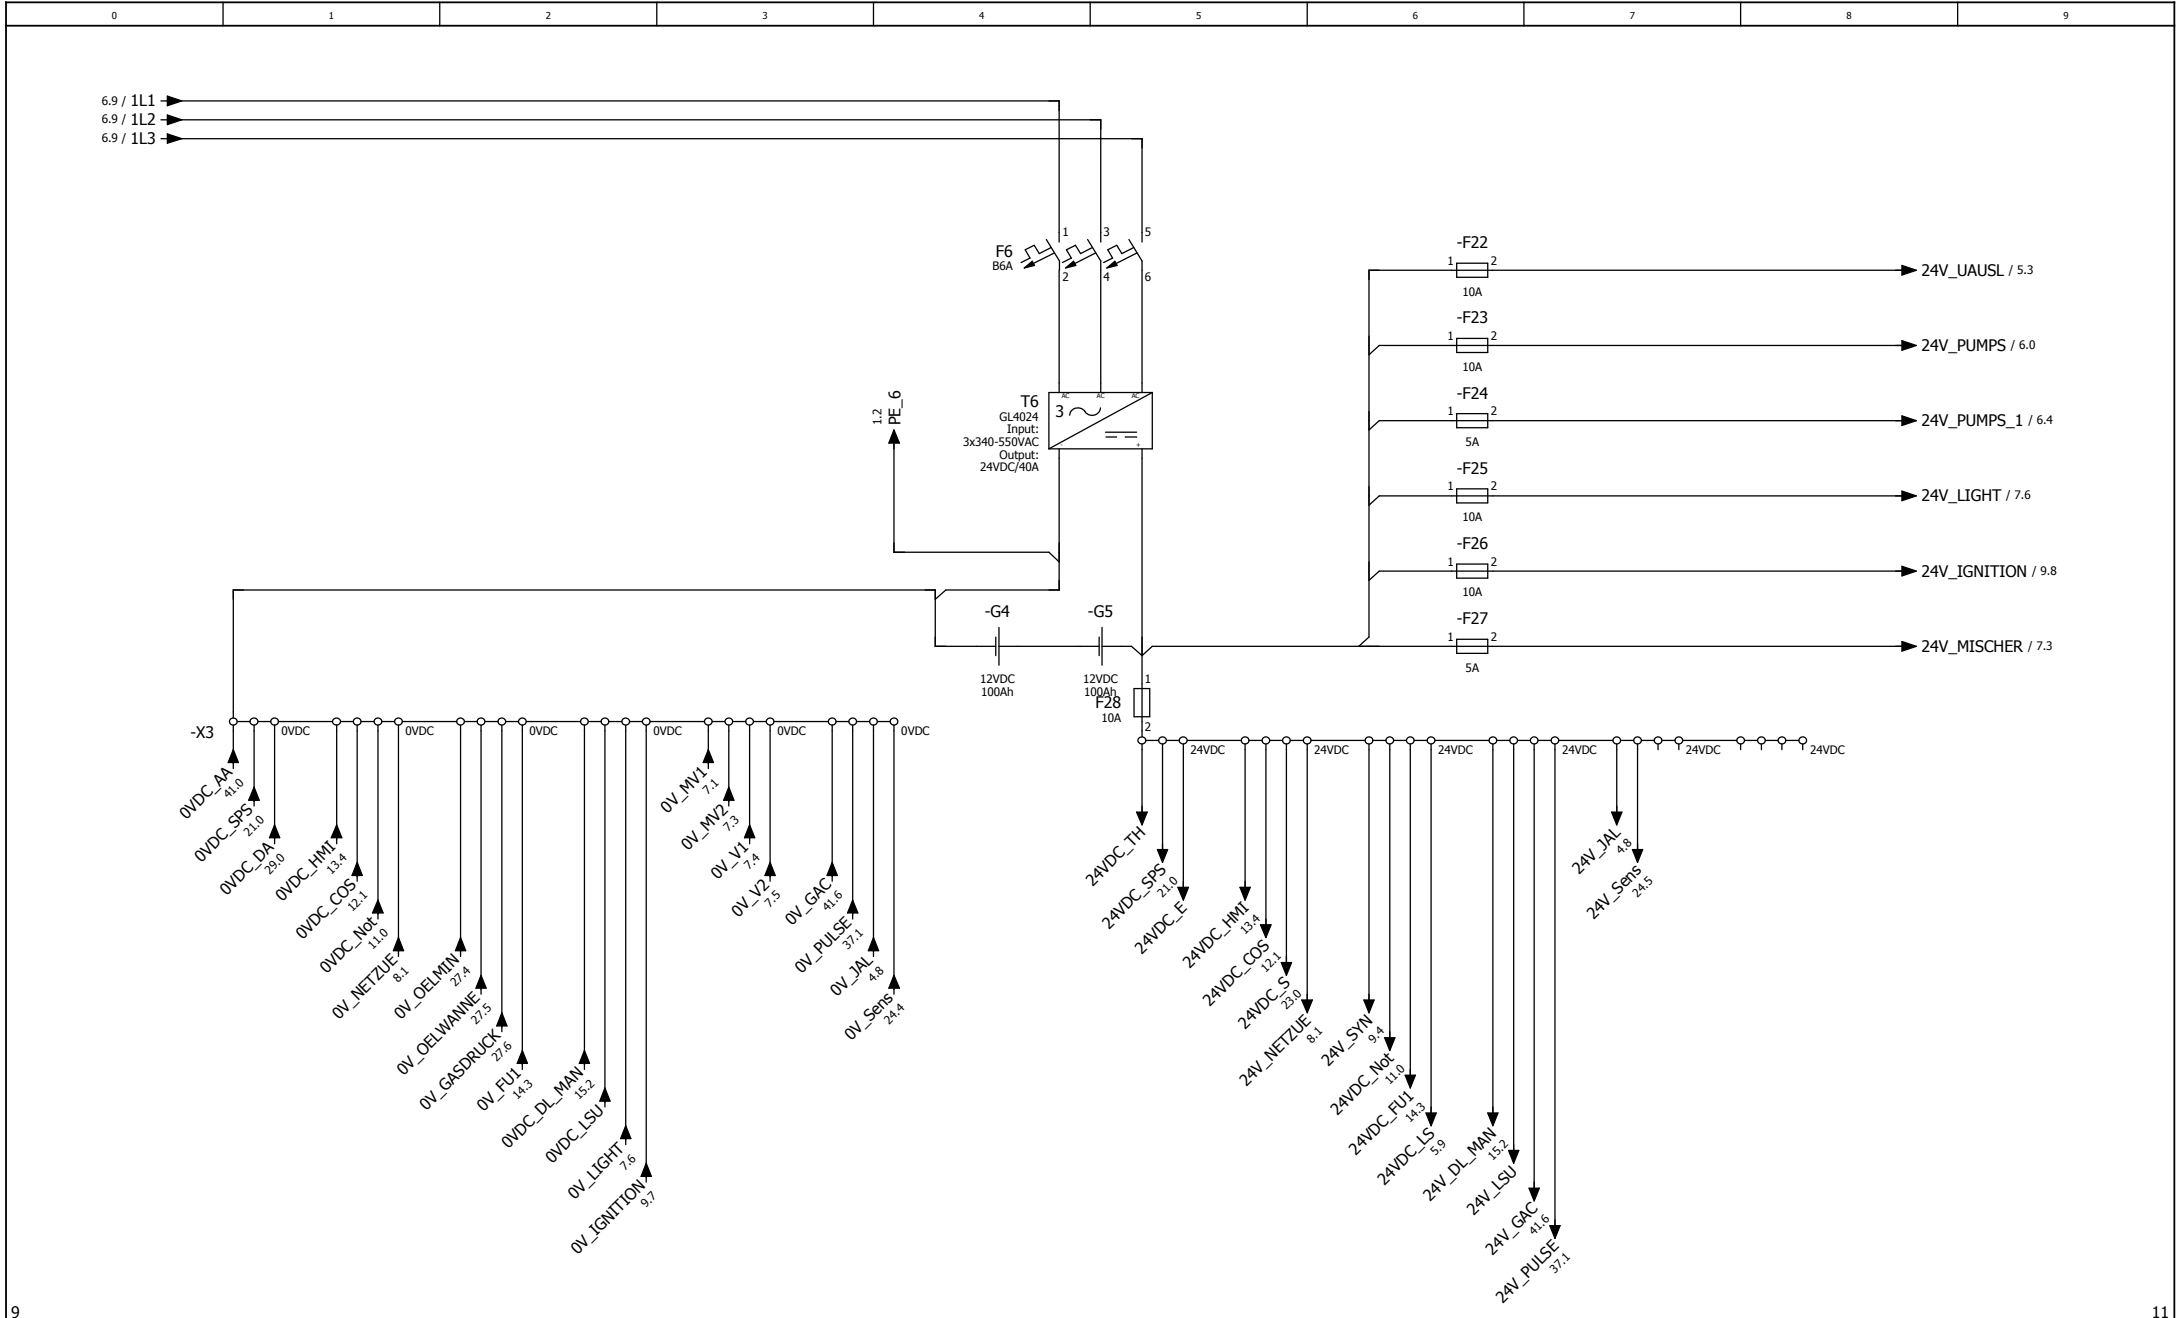 0 1 2 3 4 5 6 7 8 9
6.9 / 1L1
6.9 / 1L2
6.9 / 1L3
F6
B6A
1 3 5
2 4 6
1.2
PE_6
T6
GL4024
Input:
3x340-550VAC
Output:
24VDC/40A
AC AC AC
3
- +
-F22
1 2
10A
24V_UAUSL / 5.3
-F23
1 2
10A
24V_PUMPS / 6.0
-F24
1 2
5A
24V_PUMPS_1 / 6.4
-F25
1 2
10A
24V_LIGHT / 7.6
-F26
1 2
10A
24V_IGNITION / 9.8
-F27
1 2
5A
24V_MISCHER / 7.3
-G4
12VDC
100Ah
-G5
12VDC
100Ah
F28
10A
1
2
-X3
0VDC 0VDC 0VDC 0VDC 0VDC 0VDC
0VDC_AA
41.0
0VDC_SPS
21.0
0VDC_DA
29.0
0VDC_HMI
13.4
0VDC_COS
12.1
0VDC_Not
11.0
0V_NETZUE
8.1
0V_OELMIN
27.4
0V_OELWANNE
27.5
0V_GASDRUCK
27.6
0V_FU1
14.3
0VDC_DL_MAN
15.2
0VDC_LSU
0V_LIGHT
7.6
0V_IGNITION
9.7
0V_MV1
7.1
0V_MV2
7.3
0V_V1
7.4
0V_V2
7.5
0V_GAC
41.6
0V_PULSE
37.1
0V_JAL
4.8
0V_Sens
24.4
24VDC 24VDC 24VDC 24VDC 24VDC 24VDC
24VDC_TH
24VDC_SPS
21.0
24VDC_E
24VDC_HMI
13.4
24VDC_COS
12.1
24VDC_S
23.0
24V_NETZUE
8.1
24V_SYN
9.4
24VDC_Not
11.0
24VDC_FU1
14.3
24VDC_LS
5.9
24V_DL_MAN
15.2
24V_LSU
24V_GAC
41.6
24V_PULSE
37.1
24V_JAL
4.8
24V_Sens
24.5
9
11